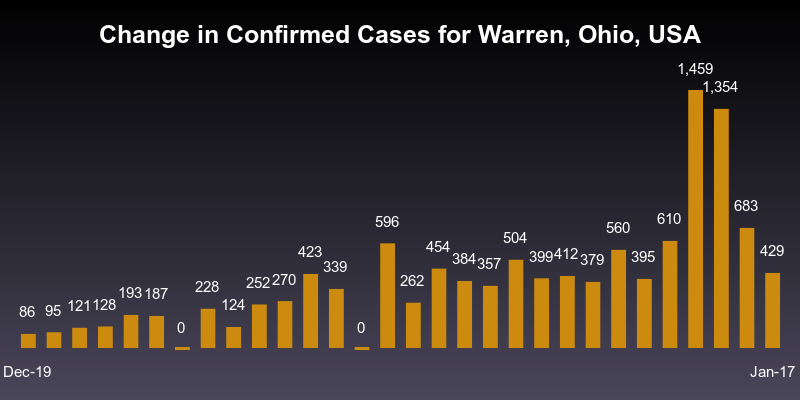 Change in Confirmed Cases for Warren, Ohio, USA
86 95 121 128 193 187 0 228 124 252 270 423 339 0 596 262 454 384 357 504 399 412 379 560 395 610 1,459 1,354 683 429
Dec-19 Jan-17